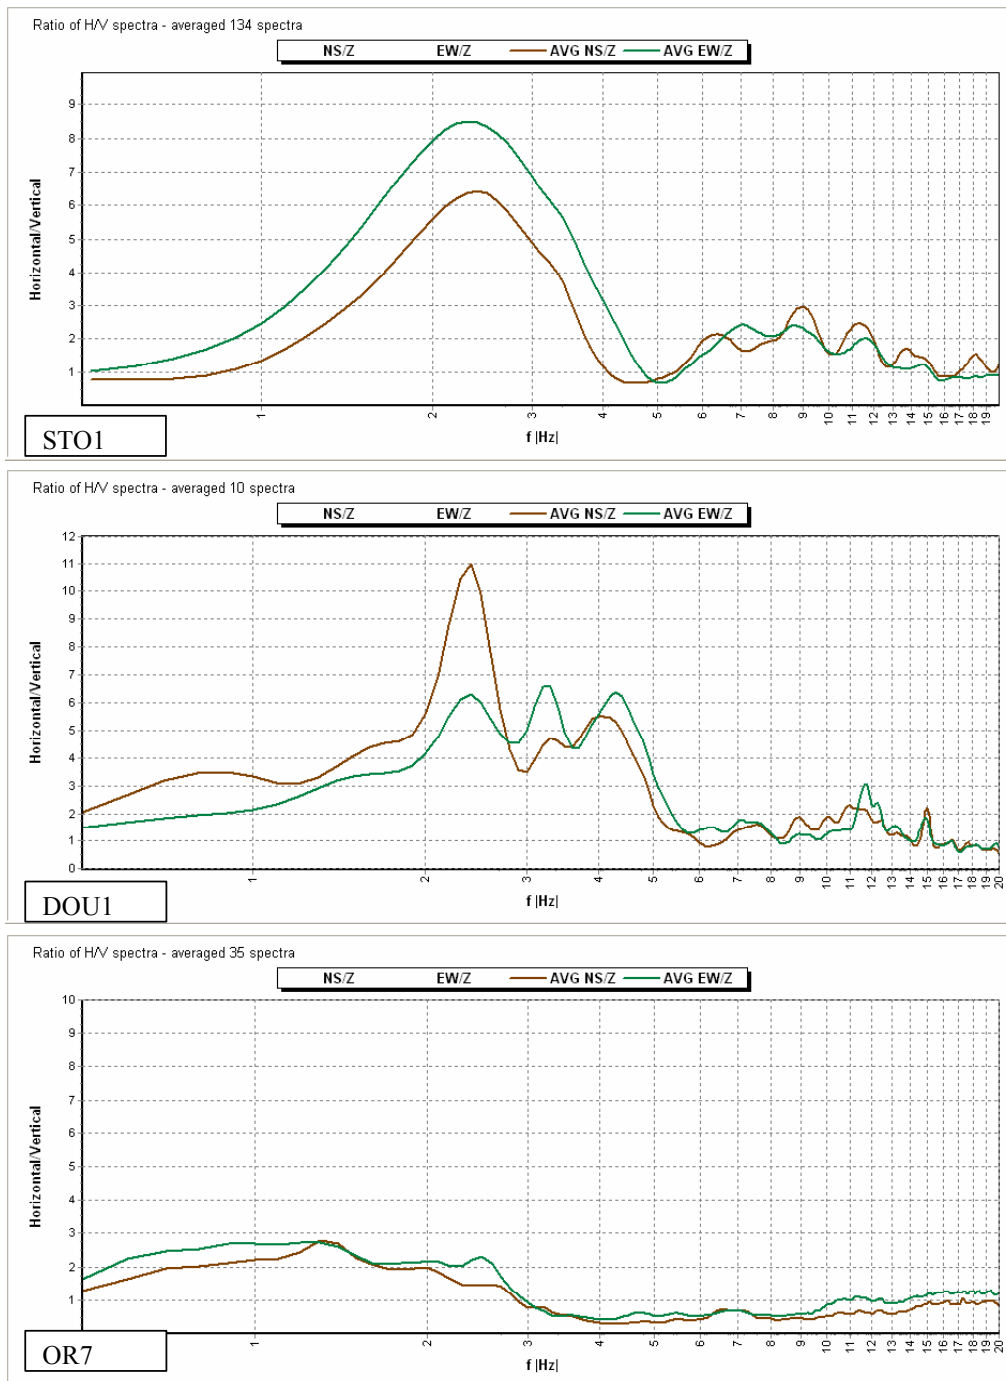 Ratio of H/V spectra - averaged 134 spectra
NS/Z EW/Z AVG NS/Z AVG EW/Z
9
8
7
6
5
4
3
2
1
Horizontal/Vertical
1 2 3 4 5 6 7 8 9 10 11 12 13 14 15 16 17 18 19
f |Hz|
STO1
Ratio of H/V spectra - averaged 10 spectra
NS/Z EW/Z AVG NS/Z AVG EW/Z
12
11
10
9
8
7
6
5
4
3
2
1
0
Horizontal/Vertical
1 2 3 4 5 6 7 8 9 10 11 12 13 14 15 16 17 18 19 20
f |Hz|
DOU1
Ratio of H/V spectra - averaged 35 spectra
NS/Z EW/Z AVG NS/Z AVG EW/Z
10
9
8
7
6
5
4
3
2
1
Horizontal/Vertical
1 2 3 4 5 6 7 8 9 10 11 12 13 14 15 16 17 18 19 20
f |Hz|
OR7